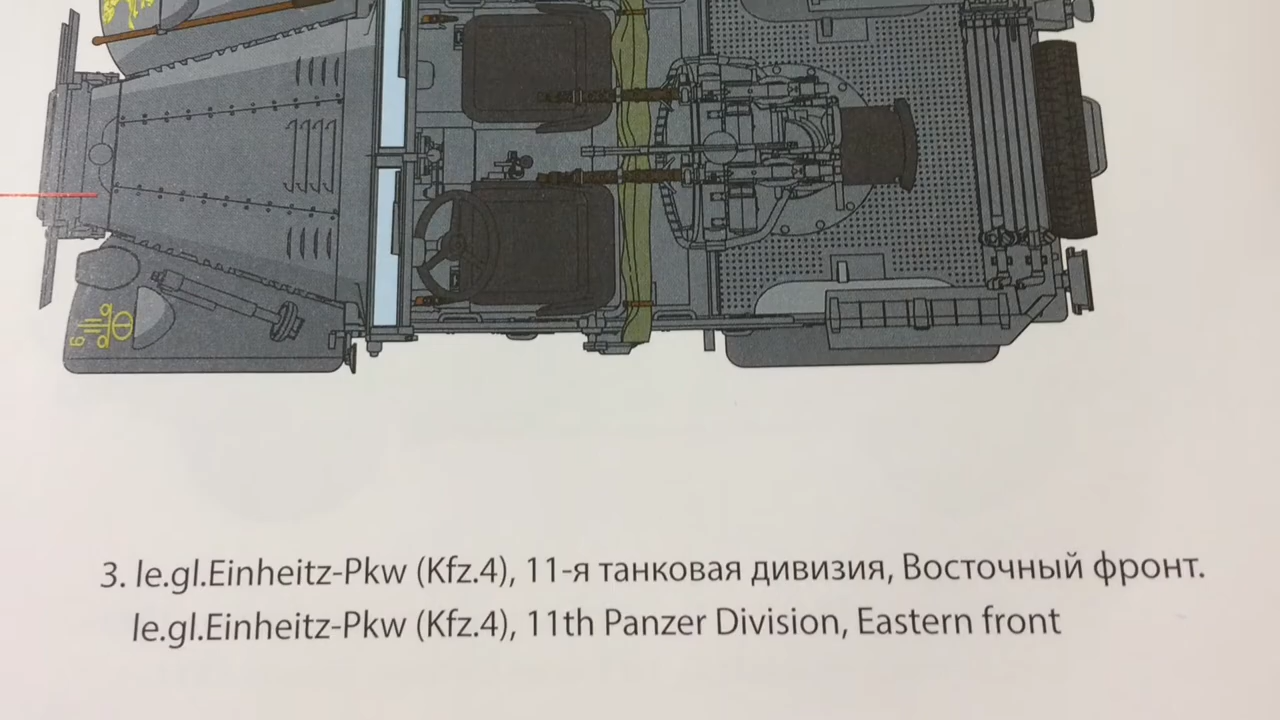 3. le.gl.Einheitz-Pkw (Kfz.4), 11-я танковая дивизия, Восточный фронт.
le.gl.Einheitz-Pkw (Kfz.4), 11th Panzer Division, Eastern front